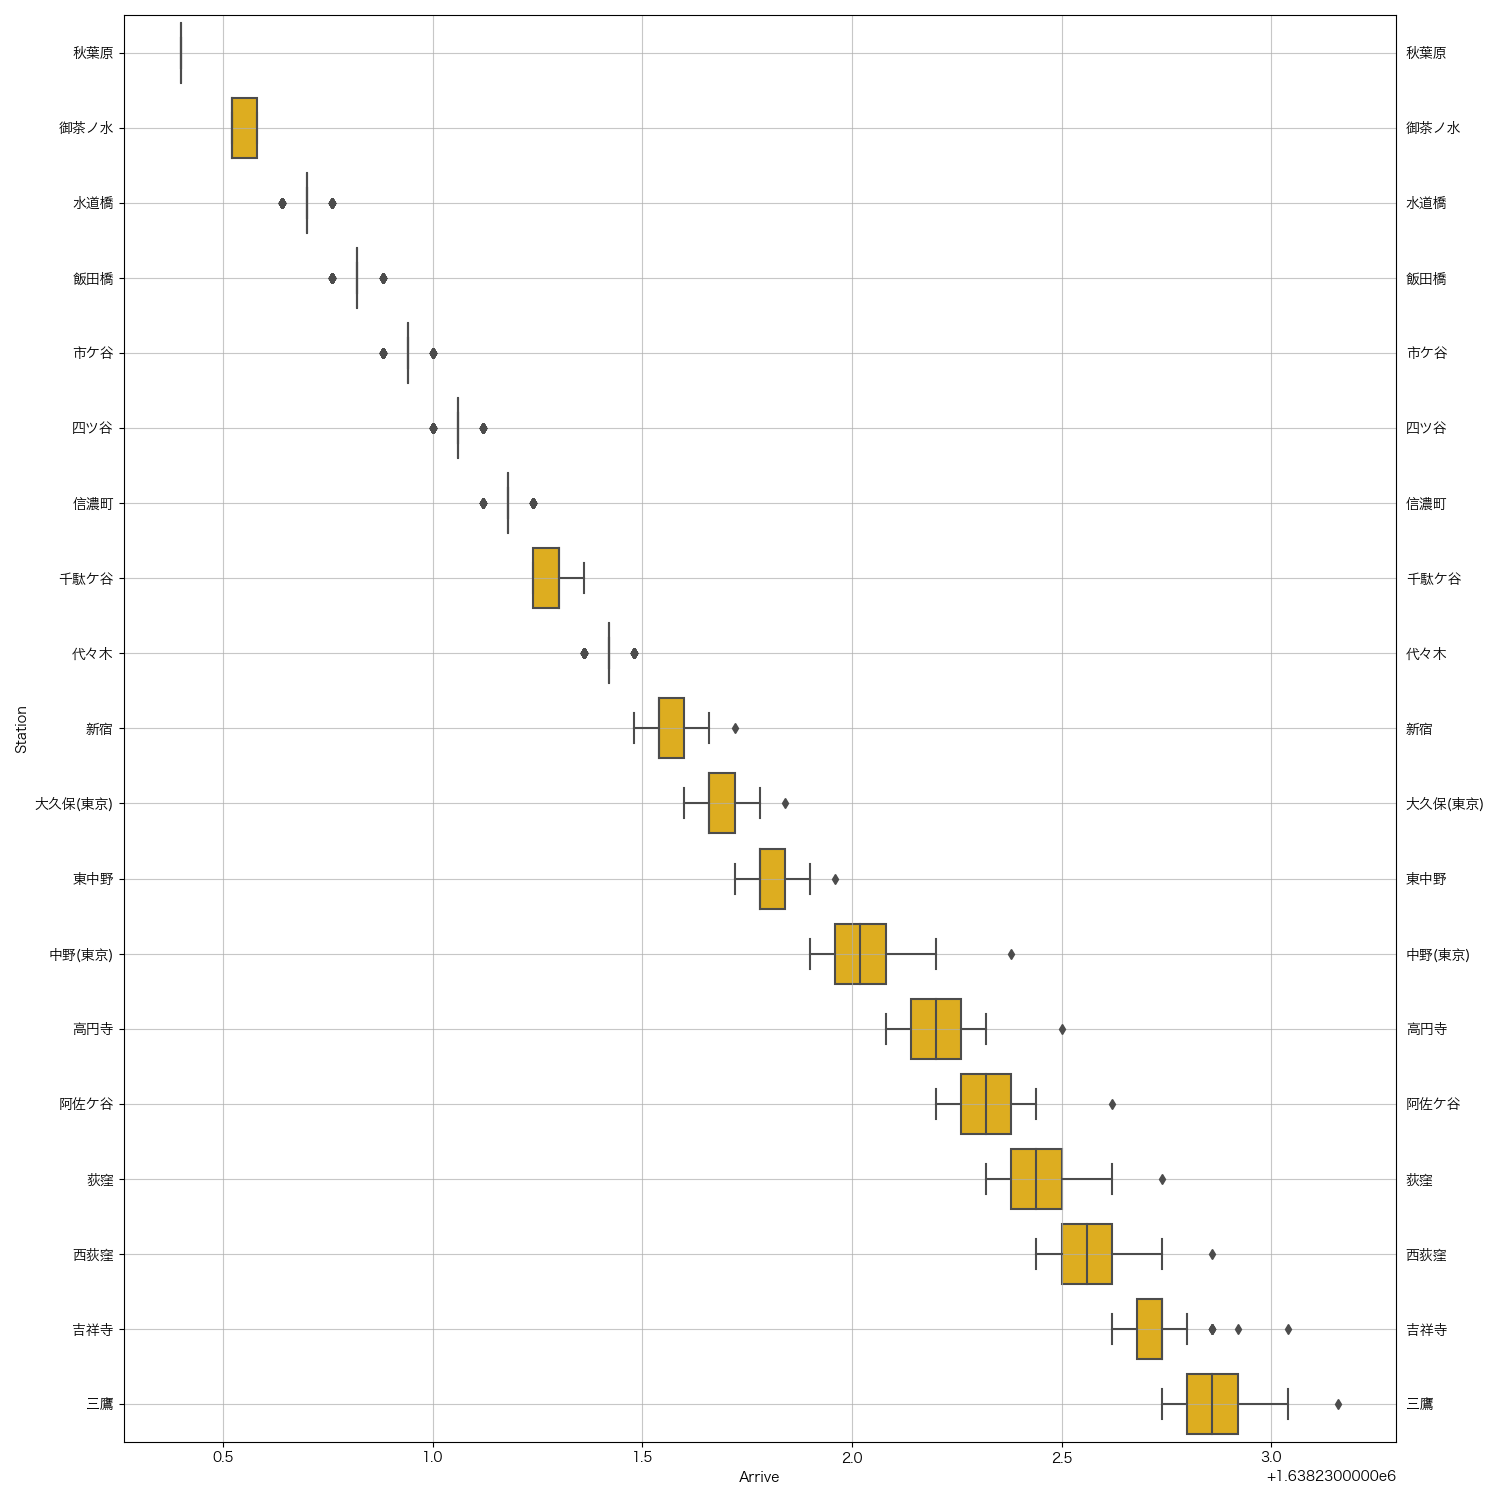 秋葉原 秋葉原
御茶ノ水 御茶ノ水
水道橋 水道橋
飯田橋 飯田橋
市ケ谷 市ケ谷
四ツ谷 四ツ谷
信濃町 信濃町
千駄ケ谷 千駄ケ谷
代々木 代々木
Station
新宿 新宿
大久保(東京) 大久保(東京)
東中野 東中野
中野(東京) 中野(東京)
高円寺 高円寺
阿佐ケ谷 阿佐ケ谷
荻窪 荻窪
西荻窪 西荻窪
吉祥寺 吉祥寺
三鷹 三鷹
0.5 1.0 1.5 2.0 2.5 3.0
Arrive
+1.6382300000e6